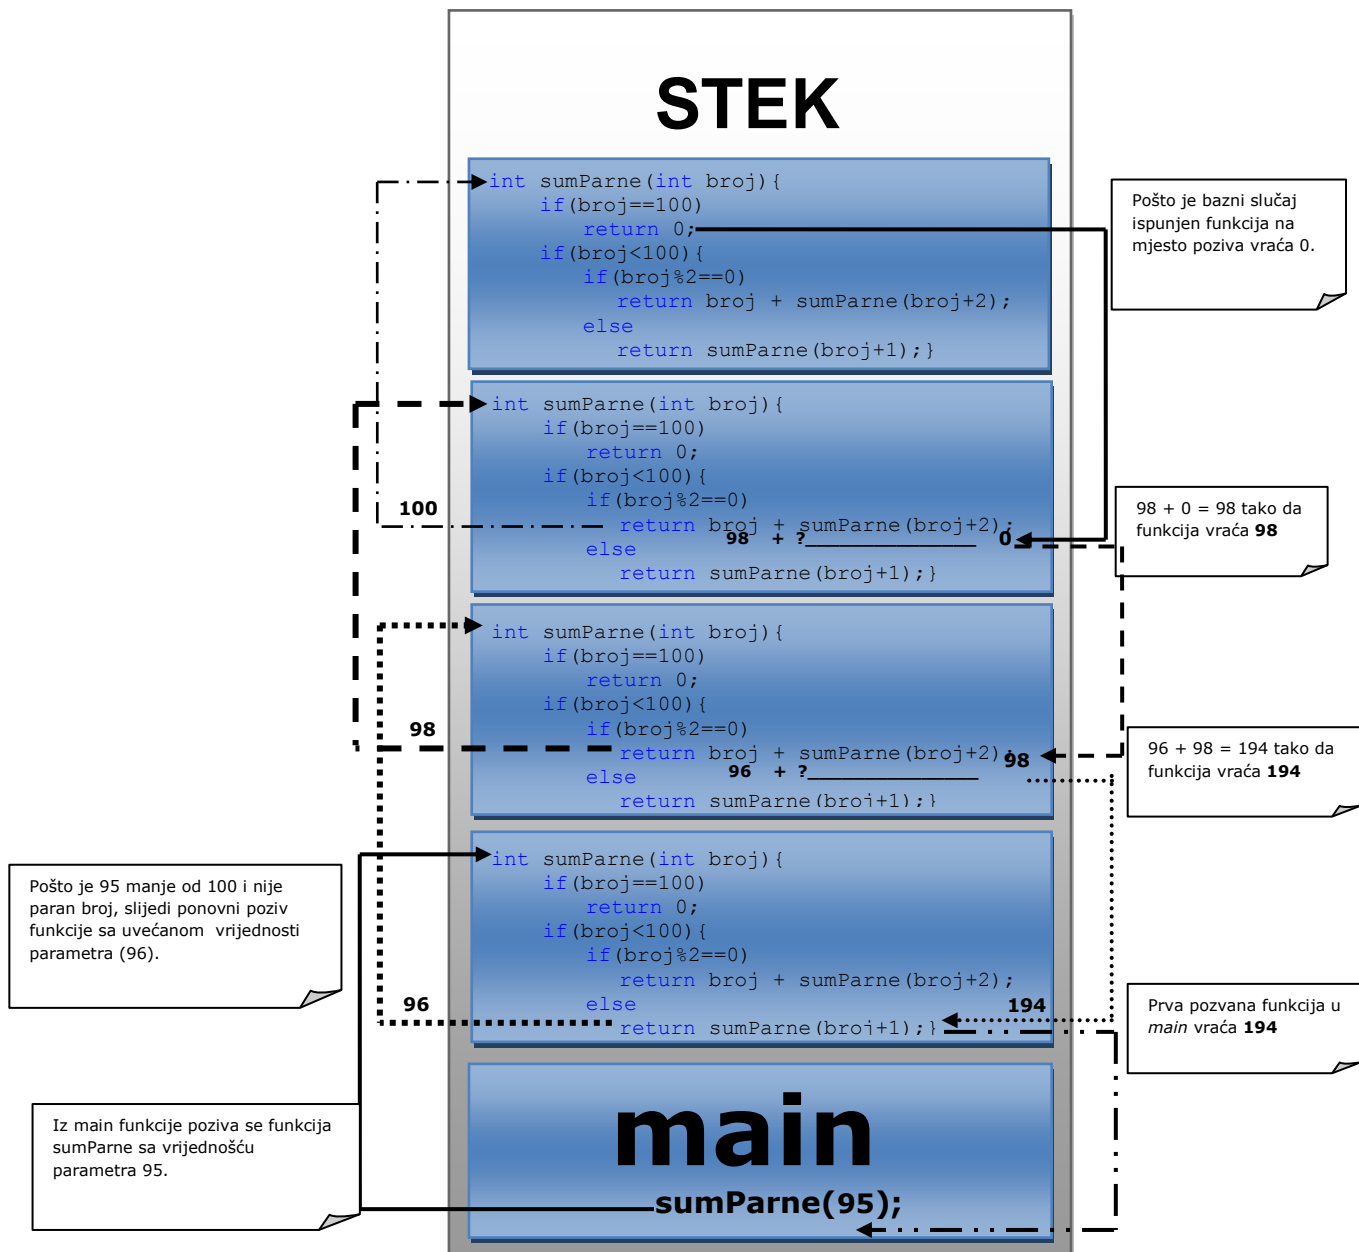 STEK
int sumParne(int broj){
if(broj==100)
return 0;
if(broj<100){
if(broj%2==0)
return broj + sumParne(broj+2);
else
return sumParne(broj+1);}
Pošto je bazni slučaj
ispunjen funkcija na
mjesto poziva vraća 0.
int sumParne(int broj){
if(broj==100)
return 0;
if(broj<100){
if(broj%2==0)
100
return broj + sumParne(broj+2);
98 + ?_______________ 0
else
return sumParne(broj+1);}
98 + 0 = 98 tako da
funkcija vraća 98
int sumParne(int broj){
if(broj==100)
return 0;
if(broj<100){
if(broj%2==0)
98
return broj + sumParne(broj+2);
96 + ?_______________ 98
else
return sumParne(broj+1);}
96 + 98 = 194 tako da
funkcija vraća 194
int sumParne(int broj){
if(broj==100)
return 0;
if(broj<100){
if(broj%2==0)
return broj + sumParne(broj+2);
else
96
194
return sumParne(broj+1);}
Pošto je 95 manje od 100 i nije
paran broj, slijedi ponovni poziv
funkcije sa uvećanom vrijednosti
parametra (96).
Prva pozvana funkcija u
main vraća 194
Iz main funkcije poziva se funkcija
sumParne sa vrijednošću
parametra 95.
main
sumParne(95);